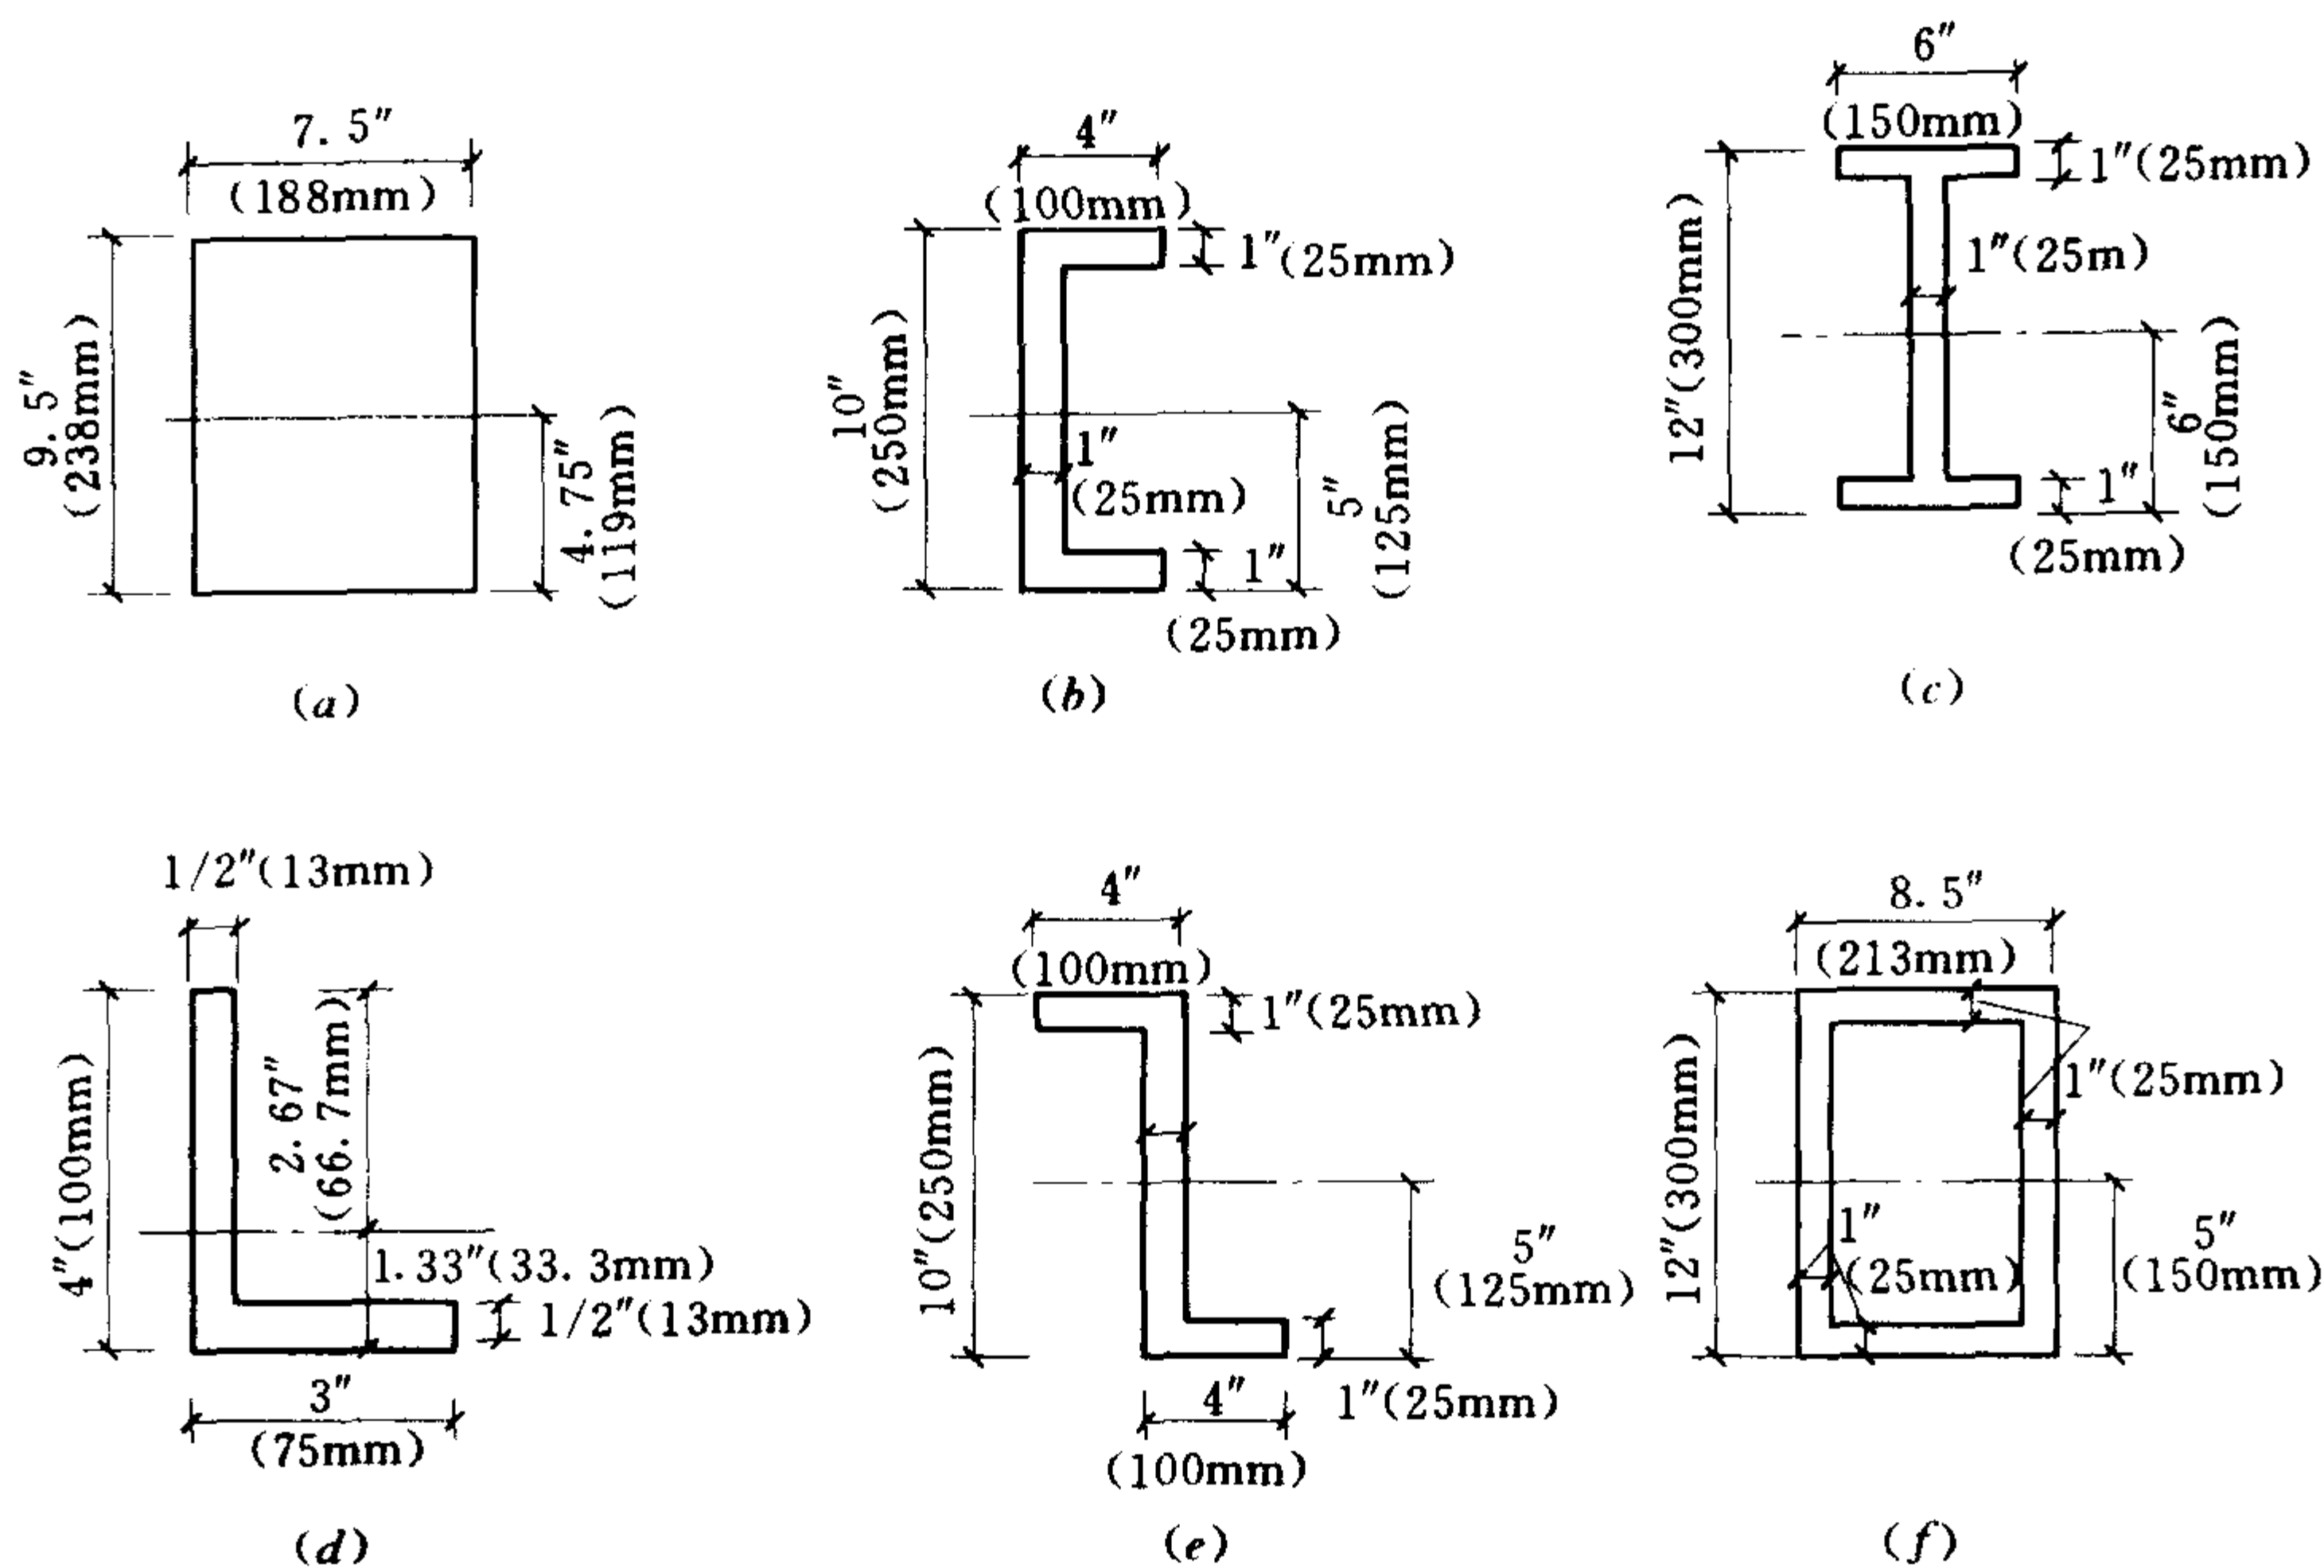 7.5″
(188mm)
9.5″
(238mm)
4.75″
(119mm)
(a)
4″
(100mm)
1″(25mm)
10″
(250mm)
1″
(25mm)
5″
(125mm)
1″
(25mm)
(b)
6″
(150mm)
1″(25mm)
12″(300mm)
1″(25m)
6″
(150mm)
1″
(25mm)
(c)
1/2″(13mm)
4″(100mm)
2.67″
(66.7mm)
1.33″(33.3mm)
1/2″(13mm)
3″
(75mm)
(d)
4″
(100mm)
1″(25mm)
10″(250mm)
5″
(125mm)
4″
(100mm)
1″(25mm)
(e)
8.5″
(213mm)
1″(25mm)
12″(300mm)
1″
(25mm)
5″
(150mm)
(f)